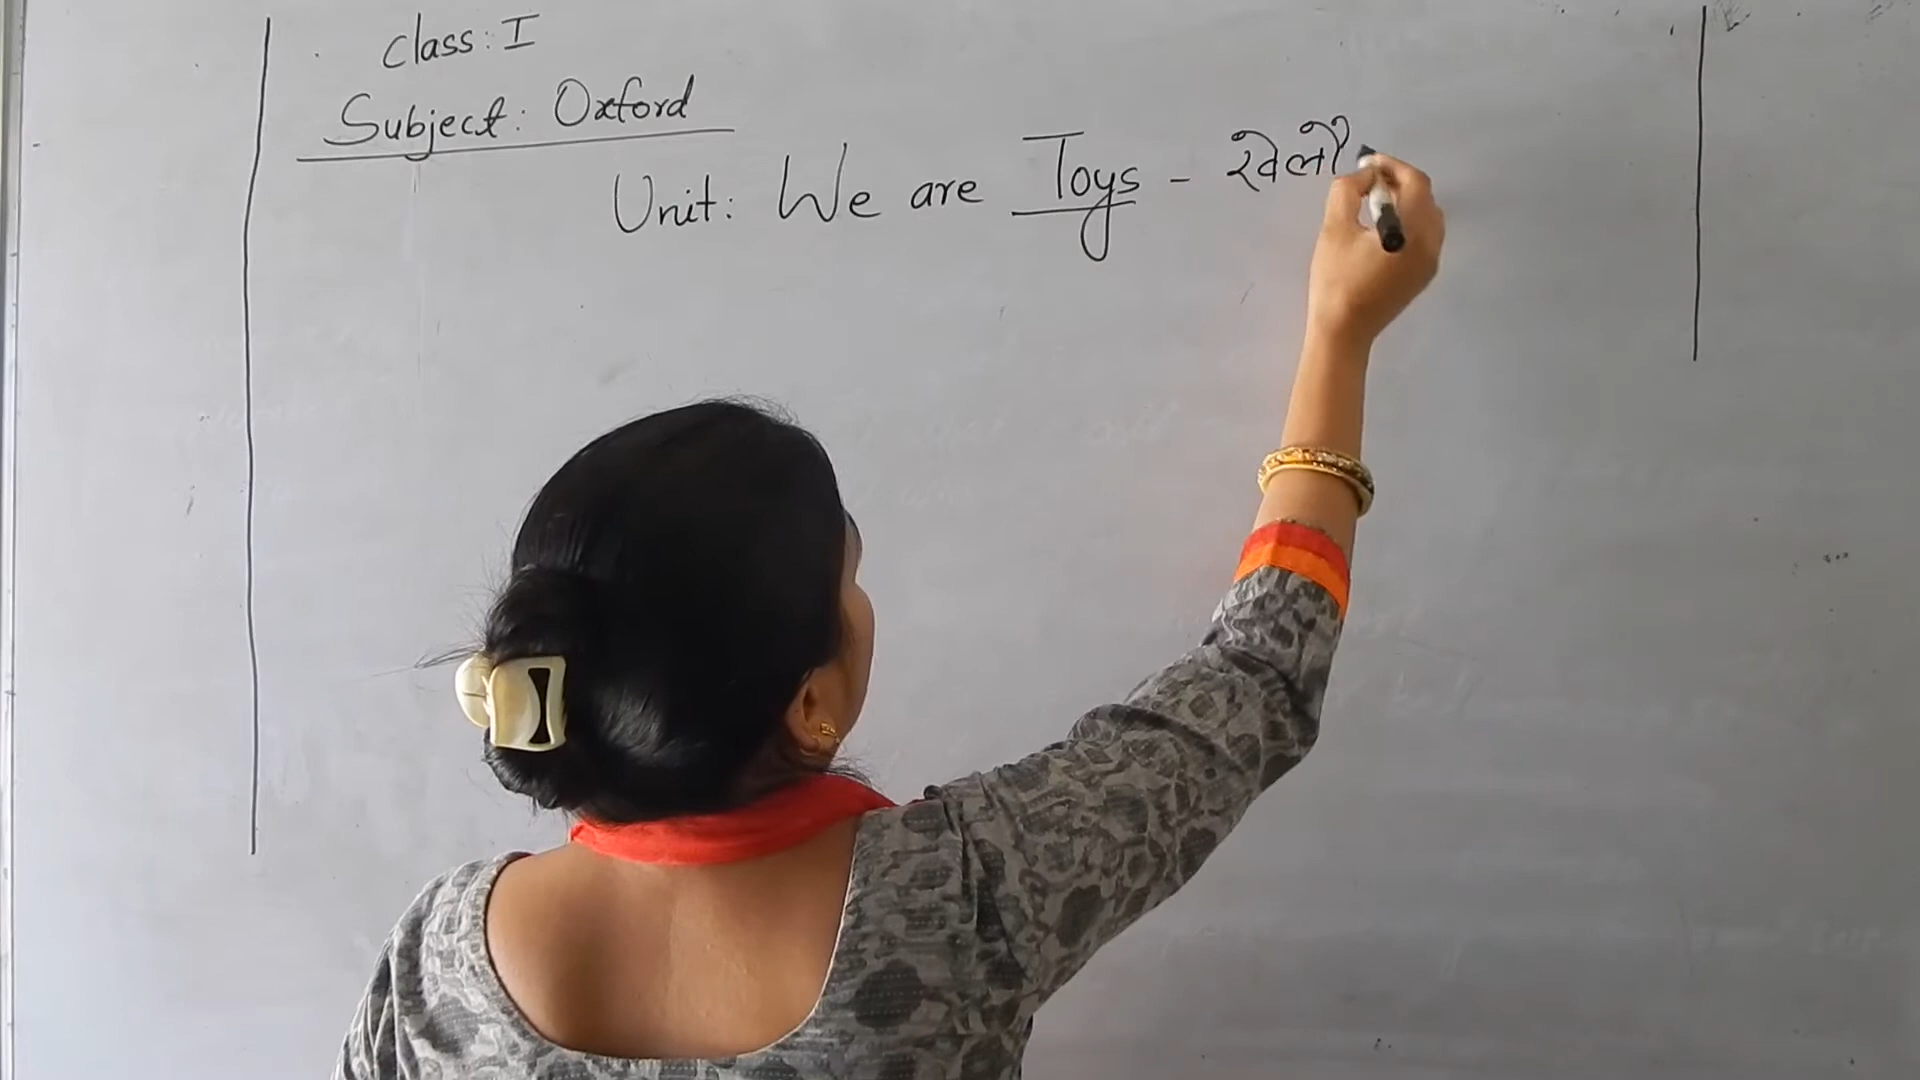 Class: I
Subject: Oxford
Unit: We are Toys - खेलौ